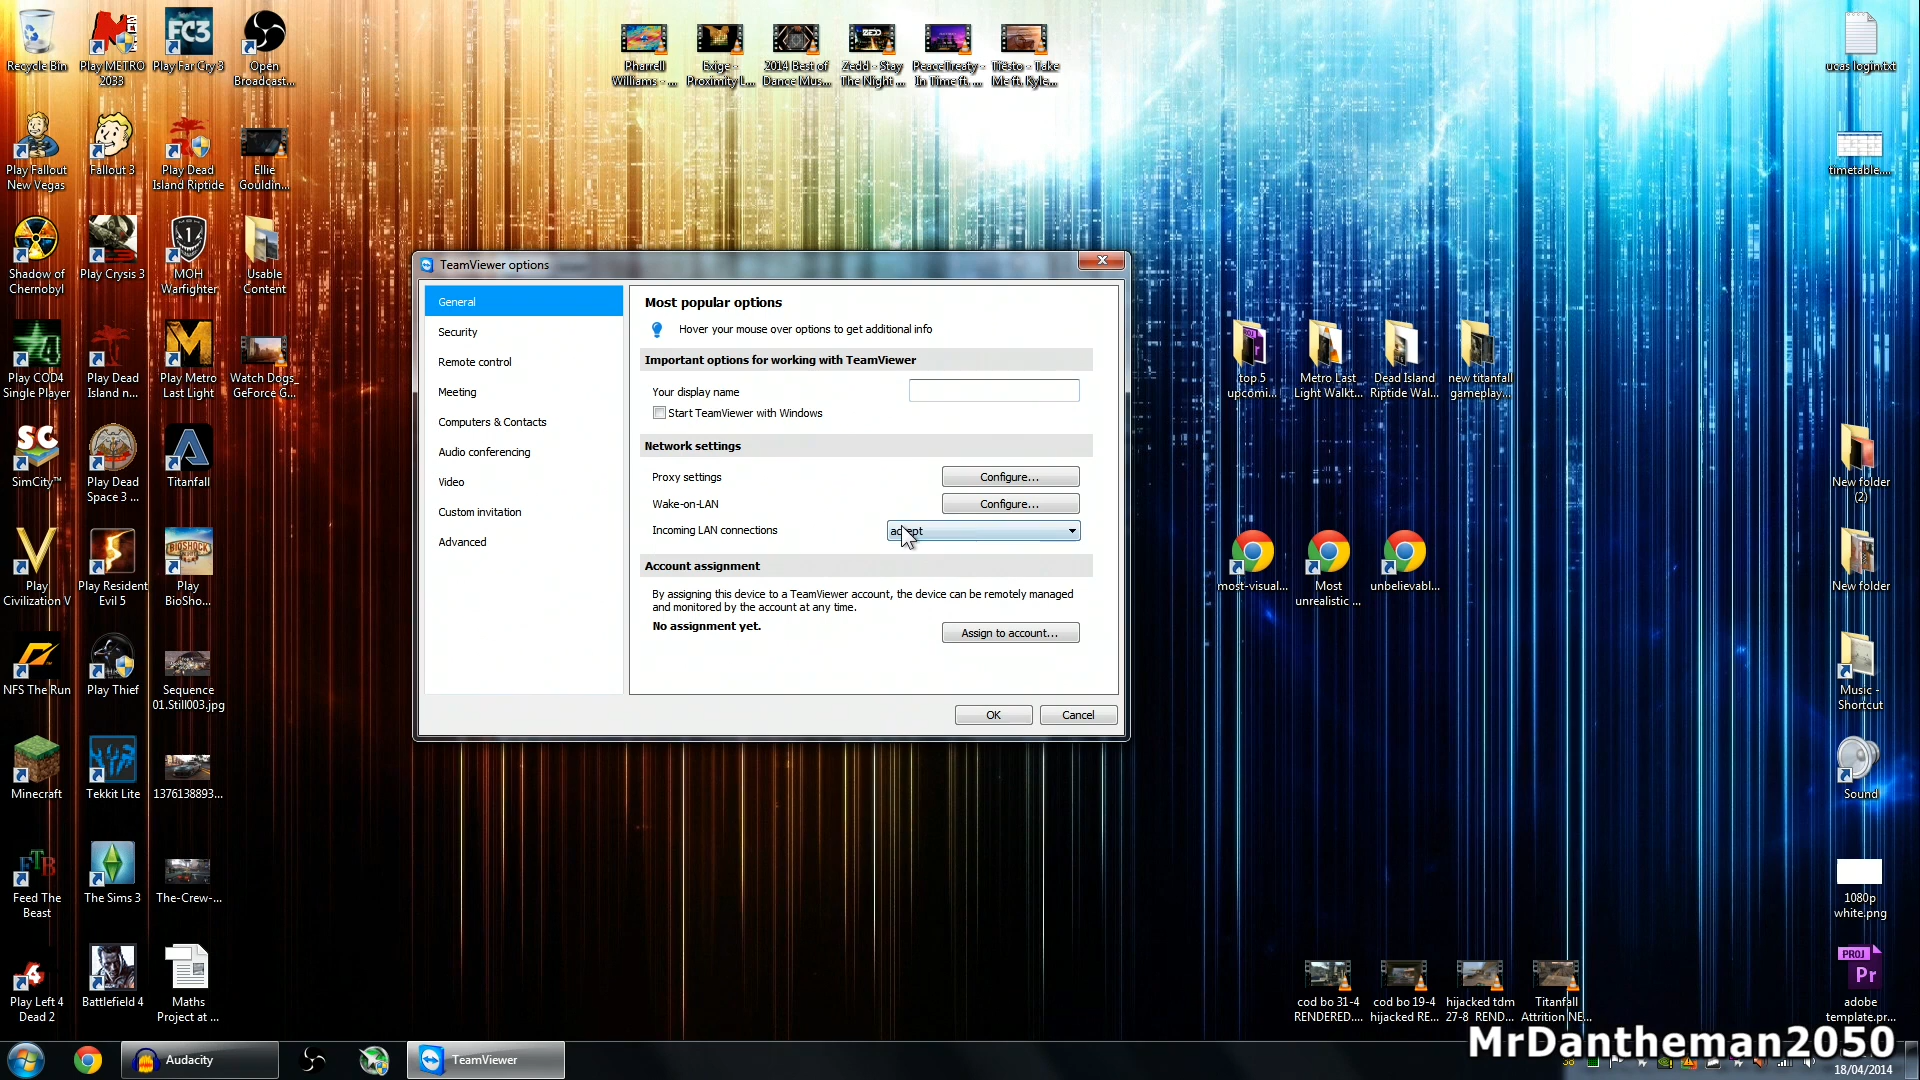 Recycle Bin
Play METRO
2033
Play Far Cry 3
Open
Broadcast...
Pharrell
Williams - ...
Exige -
Proximity L...
2014 Best of
Dance Mus...
Zedd - Stay
The Night ...
PeaceTreaty -
In Time ft. ...
Tiësto - Take
Me ft. Kyle...
ucas login.txt
Play Fallout
New Vegas
Fallout 3
Play Dead
Island Riptide
Ellie
Gouldin...
timetable....
Shadow of
Chernobyl
Play Crysis 3
MOH
Warfighter
Usable
Content
Play COD4
Single Player
Play Dead
Island n...
Play Metro
Last Light
Watch Dogs_
GeForce G...
top 5
upcomi...
Metro Last
Light Walkt...
Dead Island
Riptide Wal...
new titanfall
gameplay...
SimCity™
Play Dead
Space 3 ...
Titanfall
New folder
(2)
Play
Civilization V
Play Resident
Evil 5
Play
BioSho...
most-visual...
Most
unrealistic ...
unbelievabl...
New folder
NFS The Run
Play Thief
Sequence
01.Still003.jpg
Music -
Shortcut
Minecraft
Tekkit Lite
1376138893...
Sound
Feed The
Beast
The Sims 3
The-Crew-...
1080p
white.png
Play Left 4
Dead 2
Battlefield 4
Maths
Project at ...
cod bo 31-4
RENDERED....
cod bo 19-4
hijacked RE...
hijacked tdm
27-8 REND...
Titanfall
Attrition NE...
adobe
template.pr...
TeamViewer options
General
Security
Remote control
Meeting
Computers & Contacts
Audio conferencing
Video
Custom invitation
Advanced
Most popular options
Hover your mouse over options to get additional info
Important options for working with TeamViewer
Your display name
Start TeamViewer with Windows
Network settings
Proxy settings
Configure...
Wake-on-LAN
Configure...
Incoming LAN connections
accept
Account assignment
By assigning this device to a TeamViewer account, the device can be remotely managed
and monitored by the account at any time.
No assignment yet.
Assign to account...
OK
Cancel
Audacity
TeamViewer
MrDantheman2050
18/04/2014